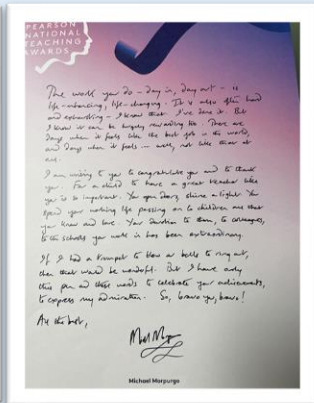 PEARSON
NATIONAL
TEACHING
AWARDS
The work you do – day in, day out – is
life-enhancing, life-changing. It is also often hard
and exhausting – I know that. I've done it. But
I know it can be hugely rewarding too. There are
days when it feels like the best job in the world,
and days when it feels – well, not like that at
all.
I am writing to you to congratulate you and to thank
you. For a child to have a great teacher like
you is so important. You open doors, shine a light. You
spend your working life passing on to children all that
you know and love. Your devotion to them, to colleagues,
to the schools you work in has been extraordinary.
If I had a trumpet to blow or bells to ring out,
then that would be wonderful. But I have only
this pen and these words to celebrate your achievements,
to express my admiration. So, bravo you, bravo!
All the best,
Michael Morpurgo